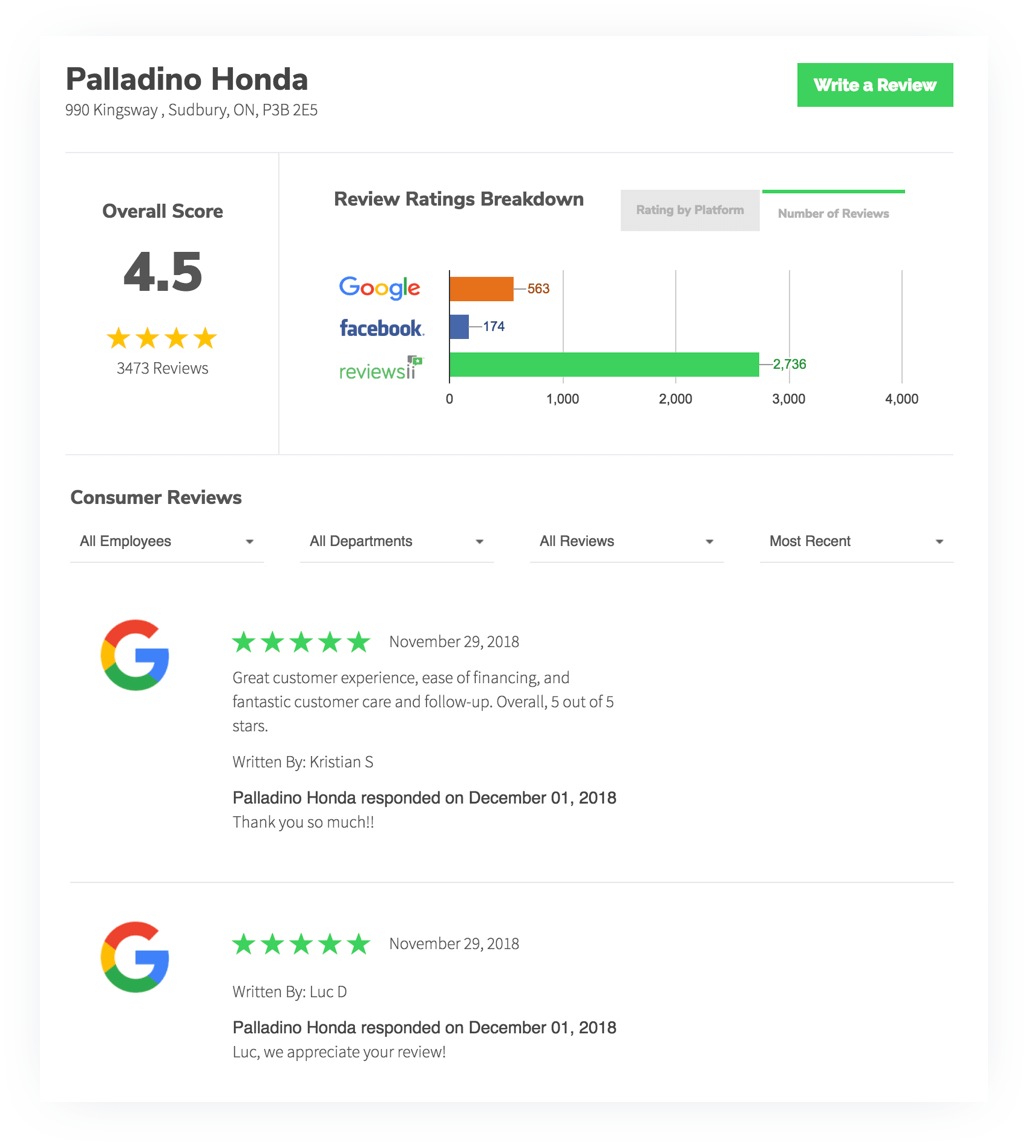 Palladino Honda
990 Kingsway , Sudbury, ON, P3B 2E5
Write a Review
Overall Score
4.5
3473 Reviews
Review Ratings Breakdown
Rating by Platform
Number of Reviews
Google
563
facebook.
174
reviewsii
2,736
0
1,000
2,000
3,000
4,000
Consumer Reviews
All Employees
All Departments
All Reviews
Most Recent
November 29, 2018
Great customer experience, ease of financing, and
fantastic customer care and follow-up. Overall, 5 out of 5
stars.
Written By: Kristian S
Palladino Honda responded on December 01, 2018
Thank you so much!!
November 29, 2018
Written By: Luc D
Palladino Honda responded on December 01, 2018
Luc, we appreciate your review!